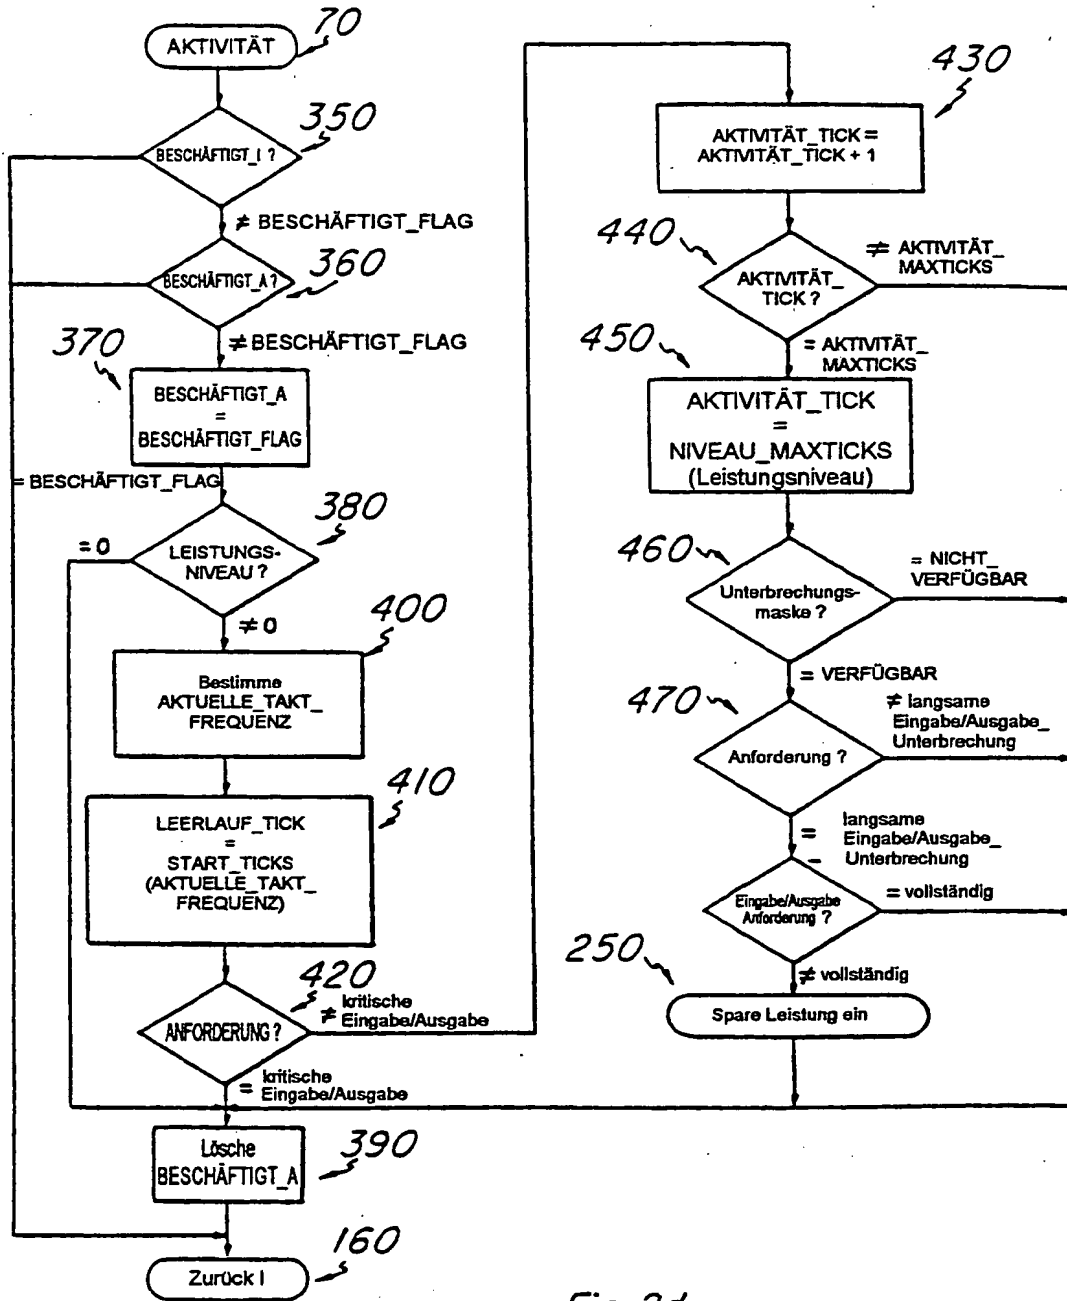 AKTIVITÄT
70
BESCHÄFTIGT_I ?
350
≠ BESCHÄFTIGT_FLAG
BESCHÄFTIGT_A ?
360
≠ BESCHÄFTIGT_FLAG
370
BESCHÄFTIGT_A
=
BESCHÄFTIGT_FLAG
= BESCHÄFTIGT_FLAG
380
= 0
LEISTUNGS-
NIVEAU ?
≠ 0
400
Bestimme
AKTUELLE_TAKT_
FREQUENZ
410
LEERLAUF_TICK
=
START_TICKS
(AKTUELLE_TAKT_
FREQUENZ)
420
ANFORDERUNG ?
≠ kritische
Eingabe/Ausgabe
= kritische
Eingabe/Ausgabe
Lösche
BESCHÄFTIGT_A
390
Zurück I
160
430
AKTIVITÄT_TICK =
AKTIVITÄT_TICK + 1
440
AKTIVITÄT_
TICK ?
≠ AKTIVITÄT_
MAXTICKS
450
= AKTIVITÄT_
MAXTICKS
AKTIVITÄT_TICK
=
NIVEAU_MAXTICKS
(Leistungsniveau)
460
Unterbrechungs-
maske ?
= NICHT_
VERFÜGBAR
= VERFÜGBAR
470
Anforderung ?
≠ langsame
Eingabe/Ausgabe_
Unterbrechung
= langsame
Eingabe/Ausgabe_
Unterbrechung
Eingabe/Ausgabe
Anforderung ?
= vollständig
≠ vollständig
250
Spare Leistung ein